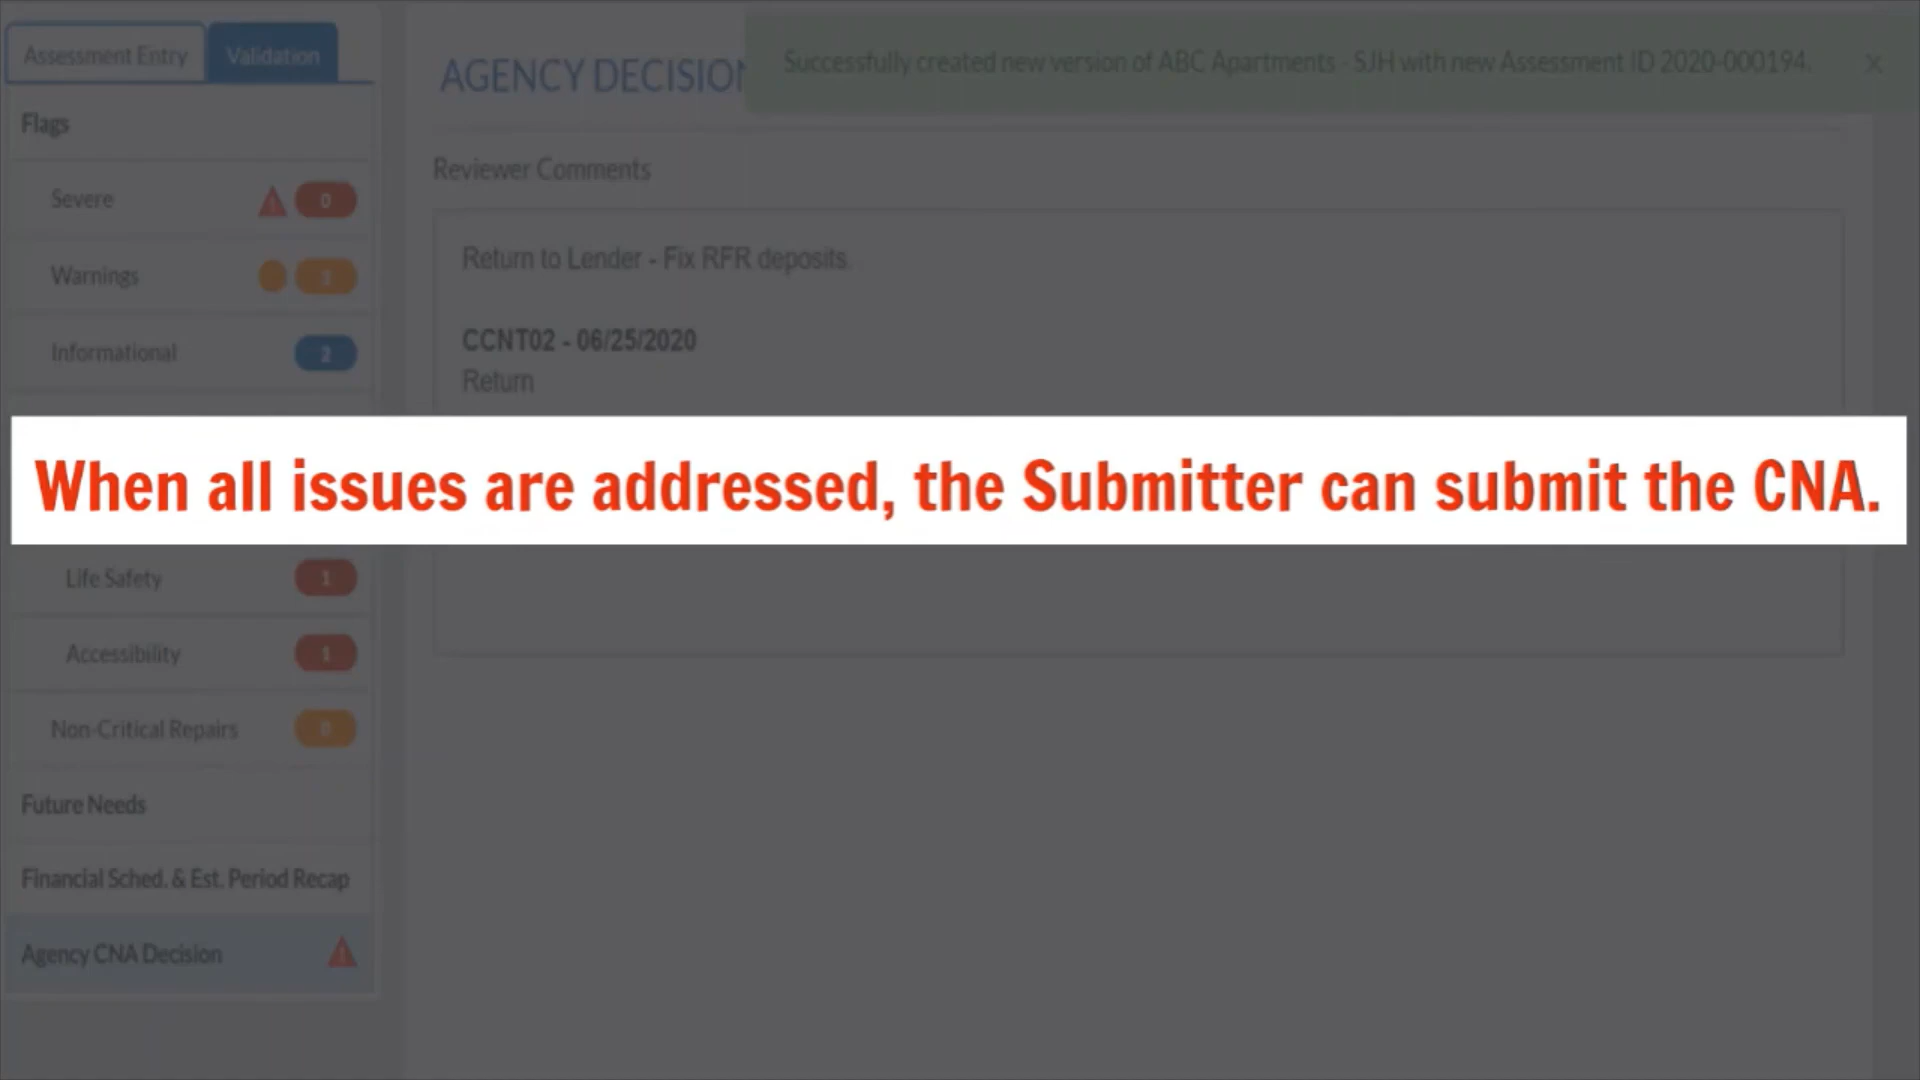 Assessment Entry
Validation
AGENCY DECISION
Successfully created new version of ABC Apartments - SJH with new Assessment ID 2020-000194.
x
Flags
Reviewer Comments
Severe
0
Return to Lender - Fix RFR deposits.
Warnings
CCNT02 - 06/25/2020
Informational
2
Return
When all issues are addressed, the Submitter can submit the CNA.
Life Safety
1
Accessibility
1
Non-Critical Repairs
0
Future Needs
Financial Sched. & Est. Period Recap
Agency CNA Decision